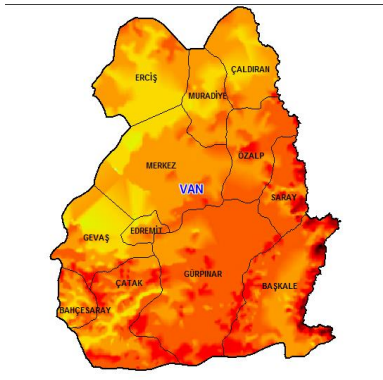 ERCİŞ
ÇALDIRAN
MURADİYE
ÖZALP
MERKEZ
VAN
SARAY
EDREMİT
GEVAŞ
GÜRPINAR
ÇATAK
BAŞKALE
BAHÇESARAY